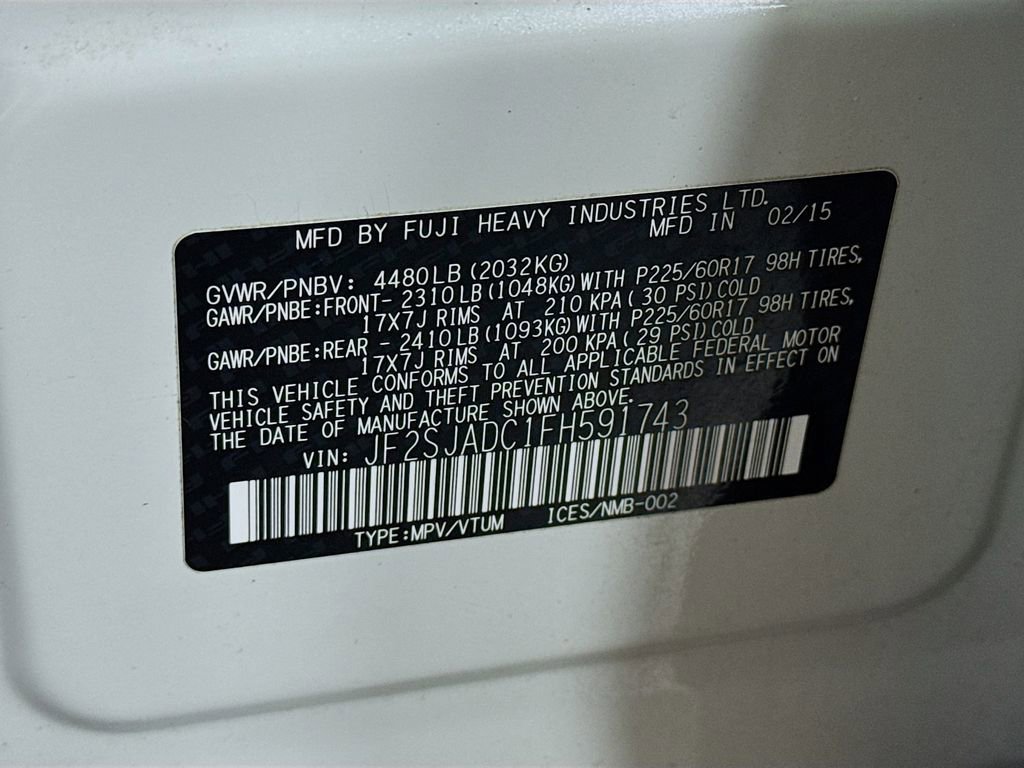 MFD BY FUJI HEAVY INDUSTRIES LTD.
MFD IN 02/15
GVWR/PNBV: 4480LB(2032KG)
GAWR/PNBE:FRONT- 2310LB(1048KG)WITH P225/60R17 98H TIRES,
17X7J RIMS AT 210 KPA( 30 PSI)COLD
GAWR/PNBE:REAR - 2410LB(1093KG)WITH P225/60R17 98H TIRES,
17X7J RIMS AT 200 KPA( 29 PSI)COLD
THIS VEHICLE CONFORMS TO ALL APPLICABLE FEDERAL MOTOR
VEHICLE SAFETY AND THEFT PREVENTION STANDARDS IN EFFECT ON
THE DATE OF MANUFACTURE SHOWN ABOVE.
VIN: JF2SJADC1FH591743
TYPE:MPV/VTUM ICES/NMB-002